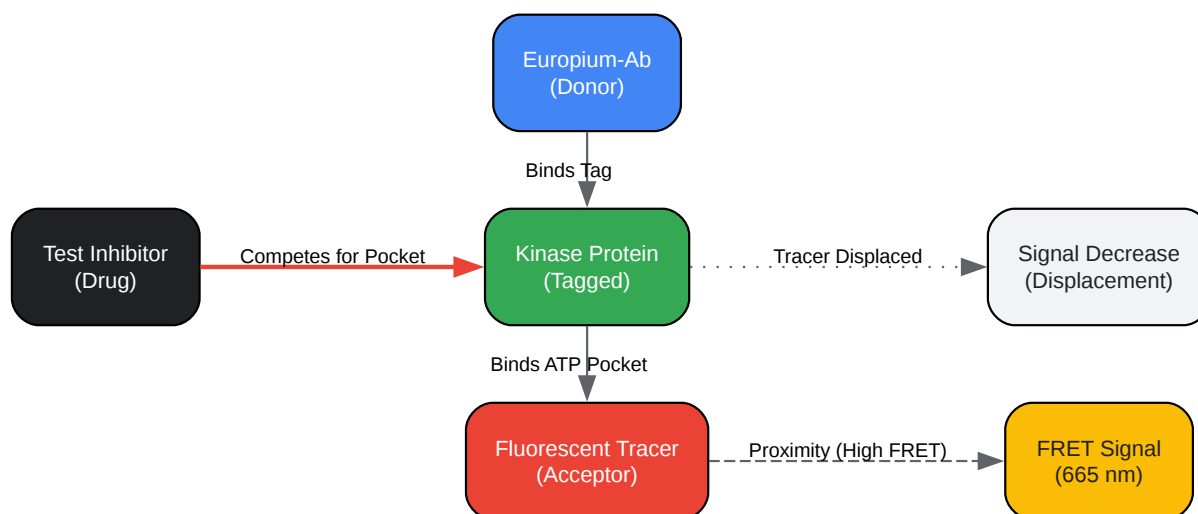 Europium-Ab
(Donor)
Binds Tag
Test Inhibitor
(Drug)
Competes for Pocket
Kinase Protein
(Tagged)
Tracer Displaced
Signal Decrease
(Displacement)
Binds ATP Pocket
Fluorescent Tracer
(Acceptor)
Proximity (High FRET)
FRET Signal
(665 nm)